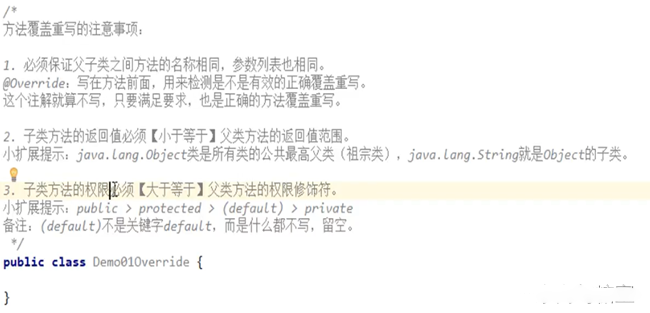 /*
方法覆盖重写的注意事项:
1. 必须保证父子类之间方法的名称相同,参数列表也相同。
@Override:写在方法前面,用来检测是不是有效的正确覆盖重写。
这个注解就算不写,只要满足要求,也是正确的方法覆盖重写。
2. 子类方法的返回值必须【小于等于】父类方法的返回值范围。
小扩展提示:java.lang.Object类是所有类的公共最高父类(祖宗类),java.lang.String就是Object的子类。
3. 子类方法的权限必须【大于等于】父类方法的权限修饰符。
小扩展提示:public > protected > (default) > private
备注:(default)不是关键字default,而是什么都不写,留空。
*/
public class Demo01Override {
}